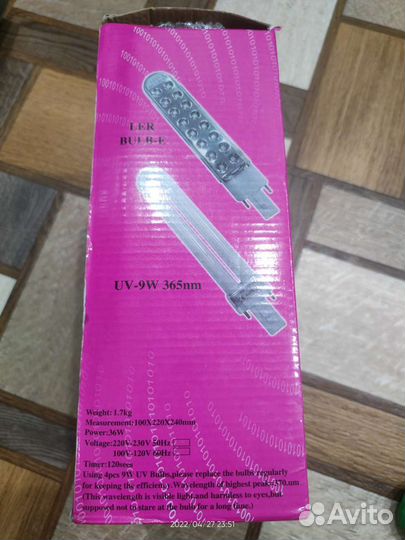 LER
BULB-E
UV-9W 365nm
Weight: 1.7kg
Measurement:100X220X240mm
Power:36W
Voltage:220V-230V 50Hz
100V-120V 60Hz
Timer:120secs
Using 4pcs 9W UV Bulbs,please replace the bulbs regularly
for keeping the efficiency.Wavelength of highest peak:370nm
(This wavelength is visible light,and harmless to eyes,but
supposed not to stare at the bulb for a long time.)
2022/04/27 23:51
Avito